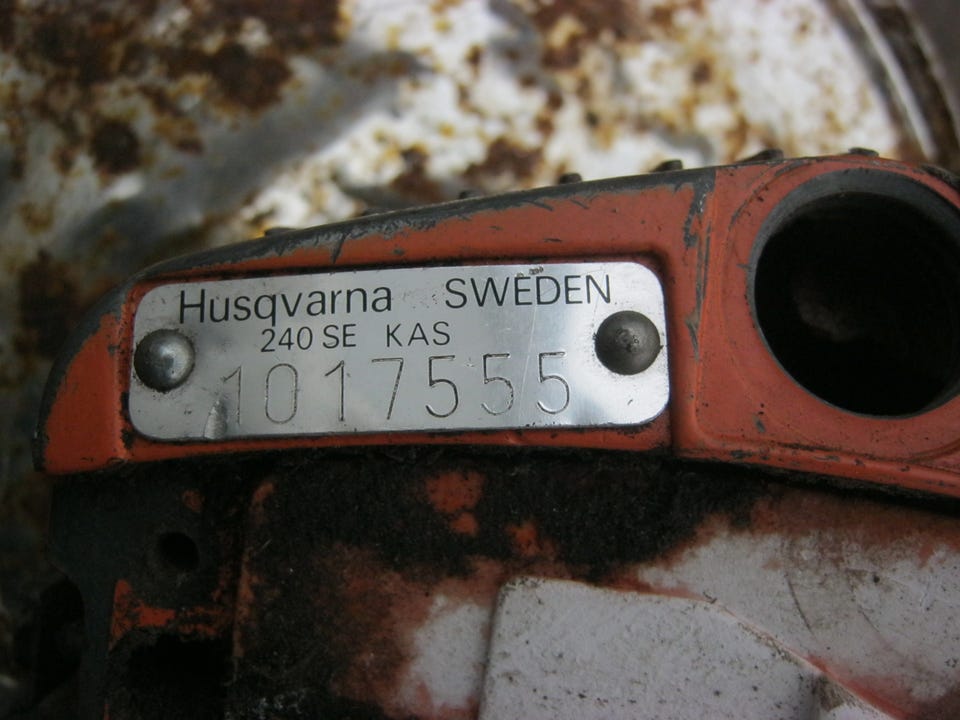 Husqvarna SWEDEN
240 SE KAS
1017555